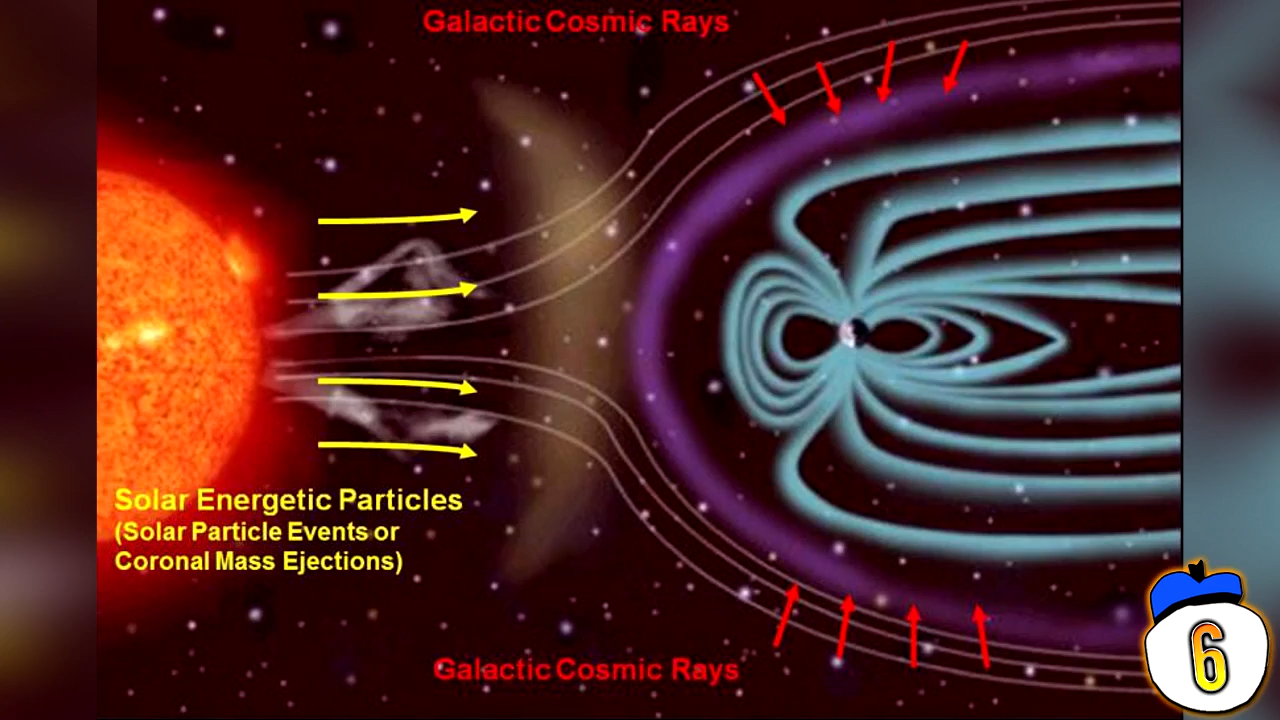 Galactic Cosmic Rays
Solar Energetic Particles
(Solar Particle Events or
Coronal Mass Ejections)
Galactic Cosmic Rays
6